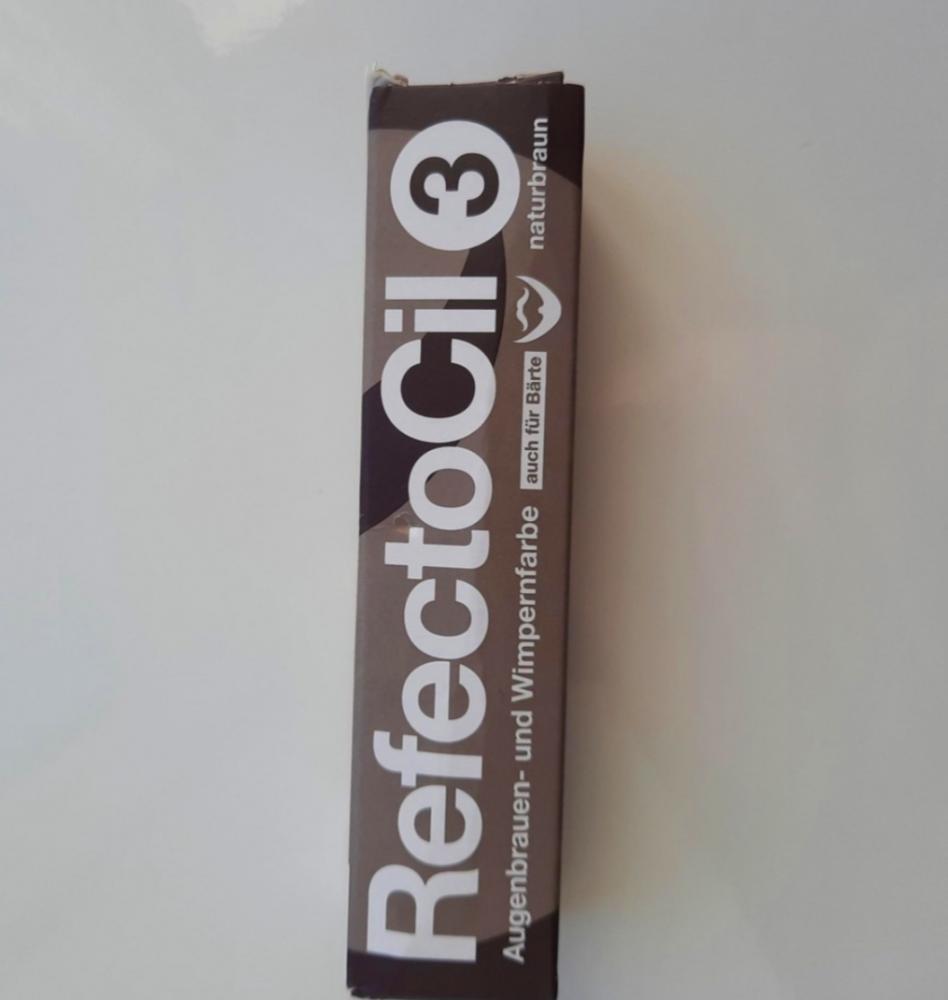 RefectoCil 3
Augenbrauen- und Wimpernfarbe auch für Bärte naturbraun